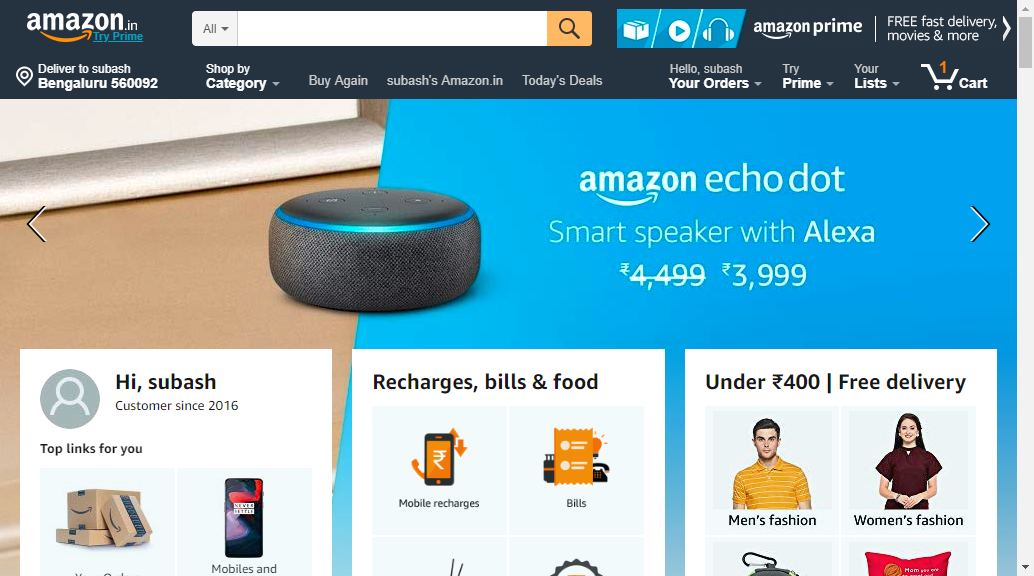 amazon.in
Try Prime
All
amazon prime
FREE fast delivery,
movies & more
Deliver to subash
Bengaluru 560092
Shop by
Category
Buy Again
subash's Amazon.in
Today's Deals
Hello, subash
Your Orders
Try
Prime
Your
Lists
1
Cart
amazon echo dot
Smart speaker with Alexa
₹4,499 ₹3,999
Hi, subash
Customer since 2016
Top links for you
Mobiles and
Recharges, bills & food
₹
Mobile recharges
Bills
Under ₹400 | Free delivery
Men's fashion
Women's fashion
NEVER
SETTLE